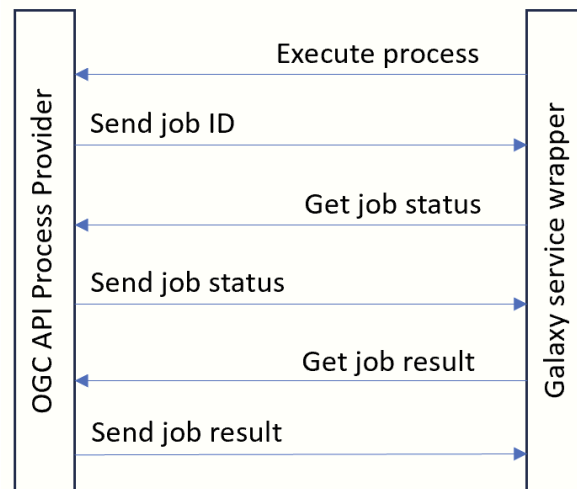 OGC API Process Provider
Execute process
Send job ID
Get job status
Send job status
Get job result
Send job result
Galaxy service wrapper